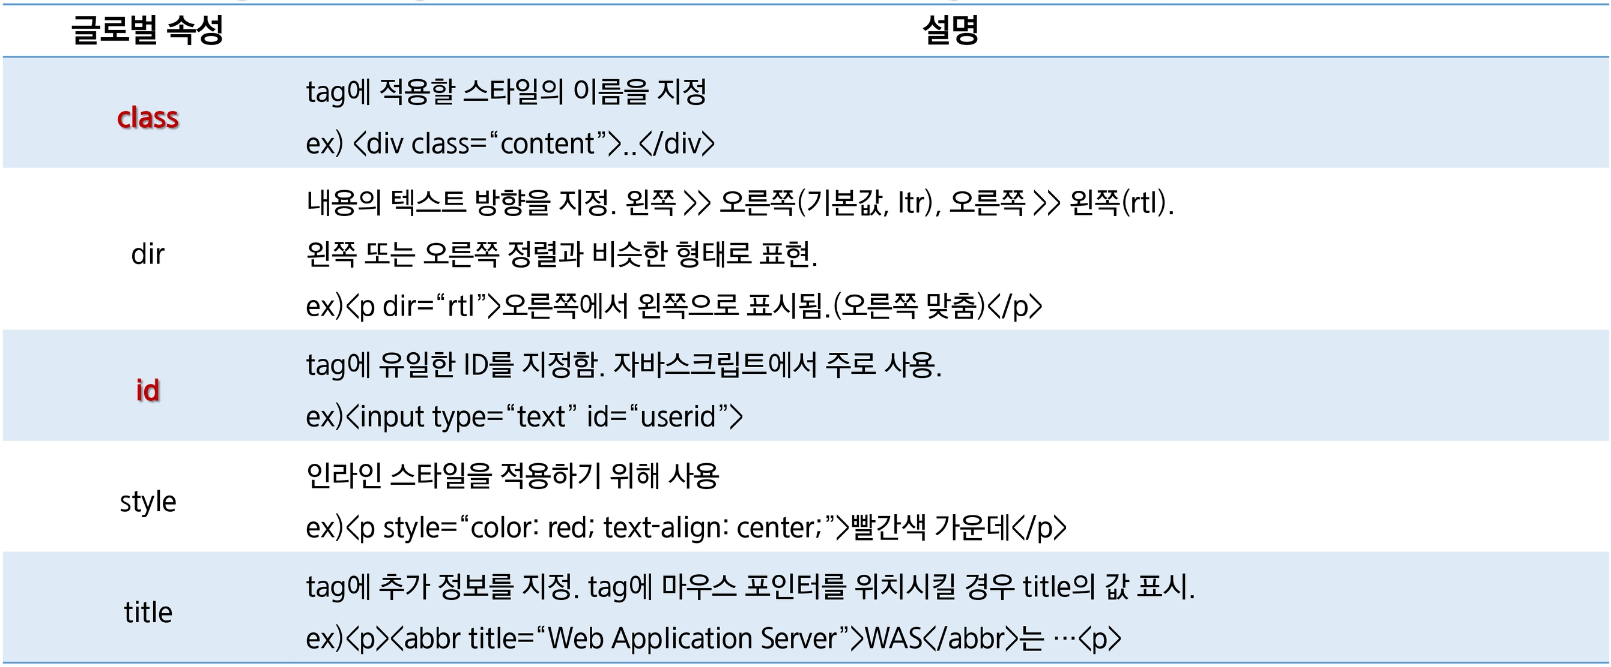 글로벌 속성 설명
class
tag에 적용할 스타일의 이름을 지정
ex) <div class=“content”>..</div>
dir
내용의 텍스트 방향을 지정. 왼쪽 >> 오른쪽(기본값, ltr), 오른쪽 >> 왼쪽(rtl).
왼쪽 또는 오른쪽 정렬과 비슷한 형태로 표현.
ex)<p dir=“rtl”>오른쪽에서 왼쪽으로 표시됨.(오른쪽 맞춤)</p>
id
tag에 유일한 ID를 지정함. 자바스크립트에서 주로 사용.
ex)<input type=“text” id=“userid”>
style
인라인 스타일을 적용하기 위해 사용
ex)<p style=“color: red; text-align: center;”>빨간색 가운데</p>
title
tag에 추가 정보를 지정. tag에 마우스 포인터를 위치시킬 경우 title의 값 표시.
ex)<p><abbr title=“Web Application Server”>WAS</abbr>는 …<p>